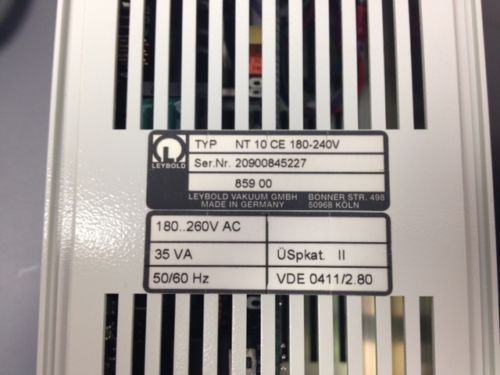 TYP NT 10 CE 180-240V
LEYBOLD Ser.Nr. 20900845227
859 00
LEYBOLD VAKUUM GMBH BONNER STR. 498
MADE IN GERMANY 50968 KÖLN
180..260V AC
35 VA ÜSpkat. II
50/60 Hz VDE 0411/2.80